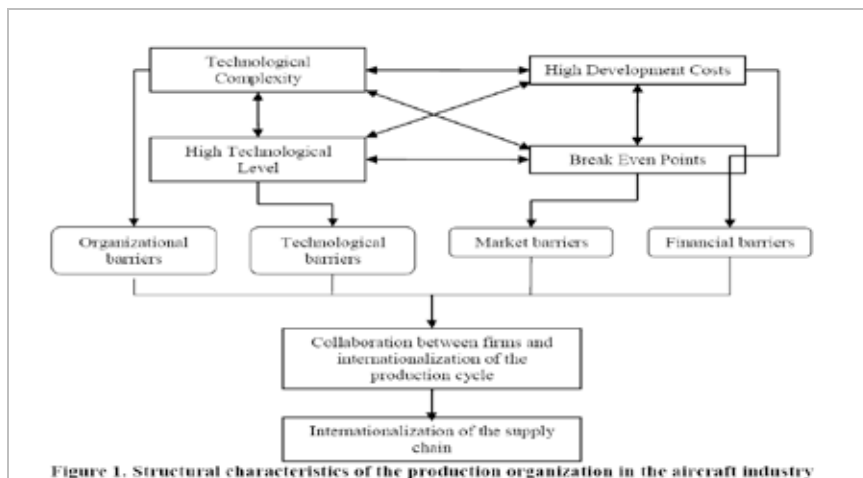 Technological
Complexity
High Development Costs
High Technological
Level
Break Even Points
Organizational
barriers
Technological
barriers
Market barriers
Financial barriers
Collaboration between firms and
internationalization of the
production cycle
Internationalization of the supply
chain
Figure 1. Structural characteristics of the production organization in the aircraft industry